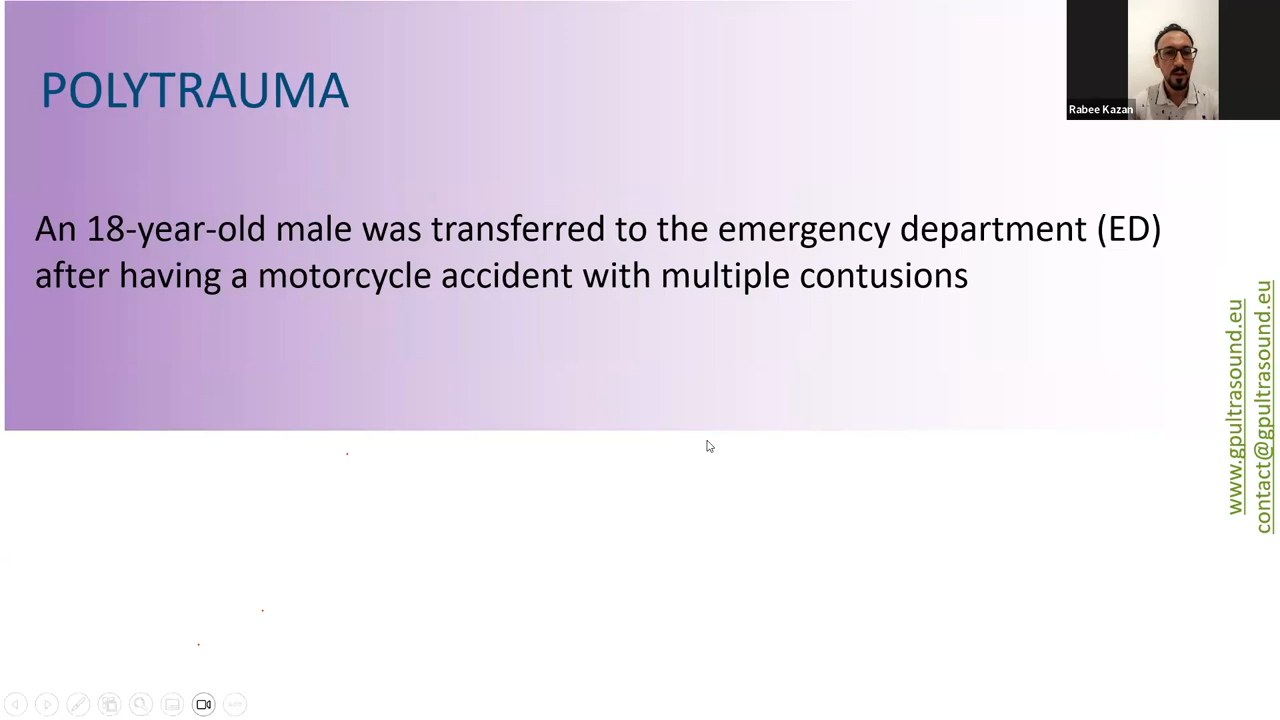 POLYTRAUMA
Rabee Kazan
An 18-year-old male was transferred to the emergency department (ED)
after having a motorcycle accident with multiple contusions
www.gpultrasound.eu
contact@gpultrasound.eu